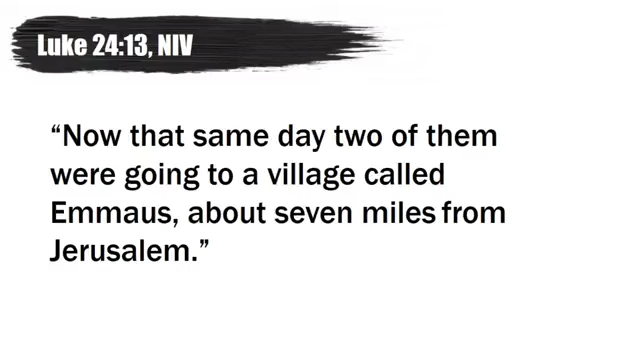 Luke 24:13, NIV
“Now that same day two of them
were going to a village called
Emmaus, about seven miles from
Jerusalem.”